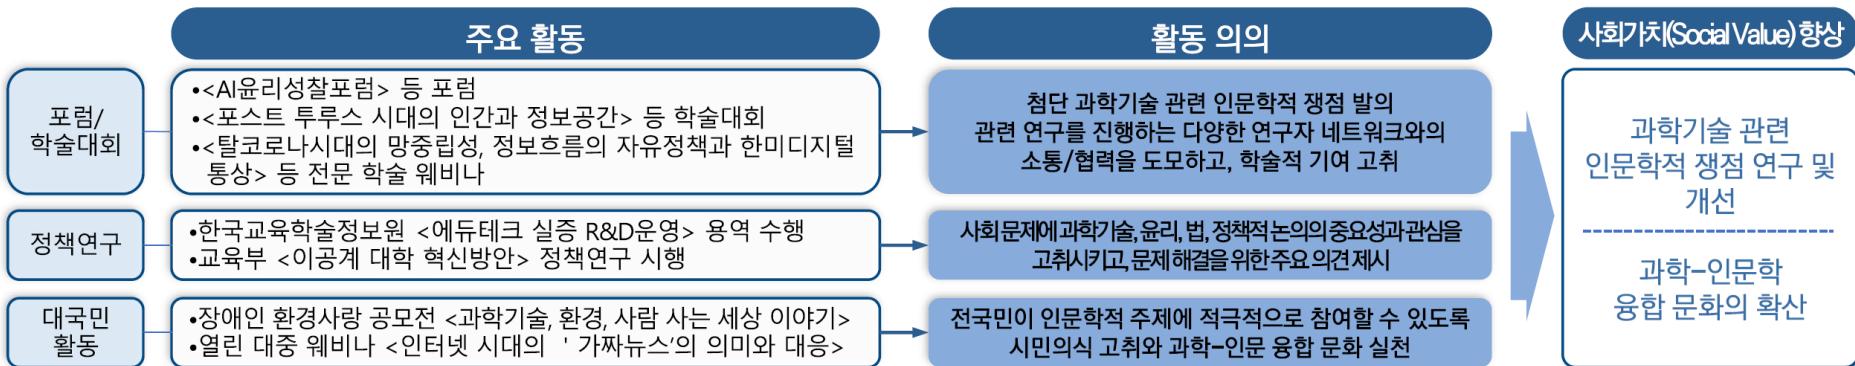 주요 활동
활동 의의
사회가치(Social Value) 향상
포럼/
학술대회
•<AI윤리성찰포럼> 등 포럼
•<포스트 투루스 시대의 인간과 정보공간> 등 학술대회
•<탈코로나시대의 망중립성, 정보흐름의 자유정책과 한미디지털
통상> 등 전문 학술 웨비나
첨단 과학기술 관련 인문학적 쟁점 발의
관련 연구를 진행하는 다양한 연구자 네트워크와의
소통/협력을 도모하고, 학술적 기여 고취
정책연구
•한국교육학술정보원 <에듀테크 실증 R&D운영> 용역 수행
•교육부 <이공계 대학 혁신방안> 정책연구 시행
사회 문제에 과학기술, 윤리, 법, 정책적 논의의 중요성과 관심을
고취시키고, 문제 해결을 위한 주요 의견 제시
대국민
활동
•장애인 환경사랑 공모전 <과학기술, 환경, 사람 사는 세상 이야기>
•열린 대중 웨비나 <인터넷 시대의 '가짜뉴스'의 의미와 대응>
전국민이 인문학적 주제에 적극적으로 참여할 수 있도록
시민의식 고취와 과학-인문 융합 문화 실천
과학기술 관련
인문학적 쟁점 연구 및
개선
과학-인문학
융합 문화의 확산